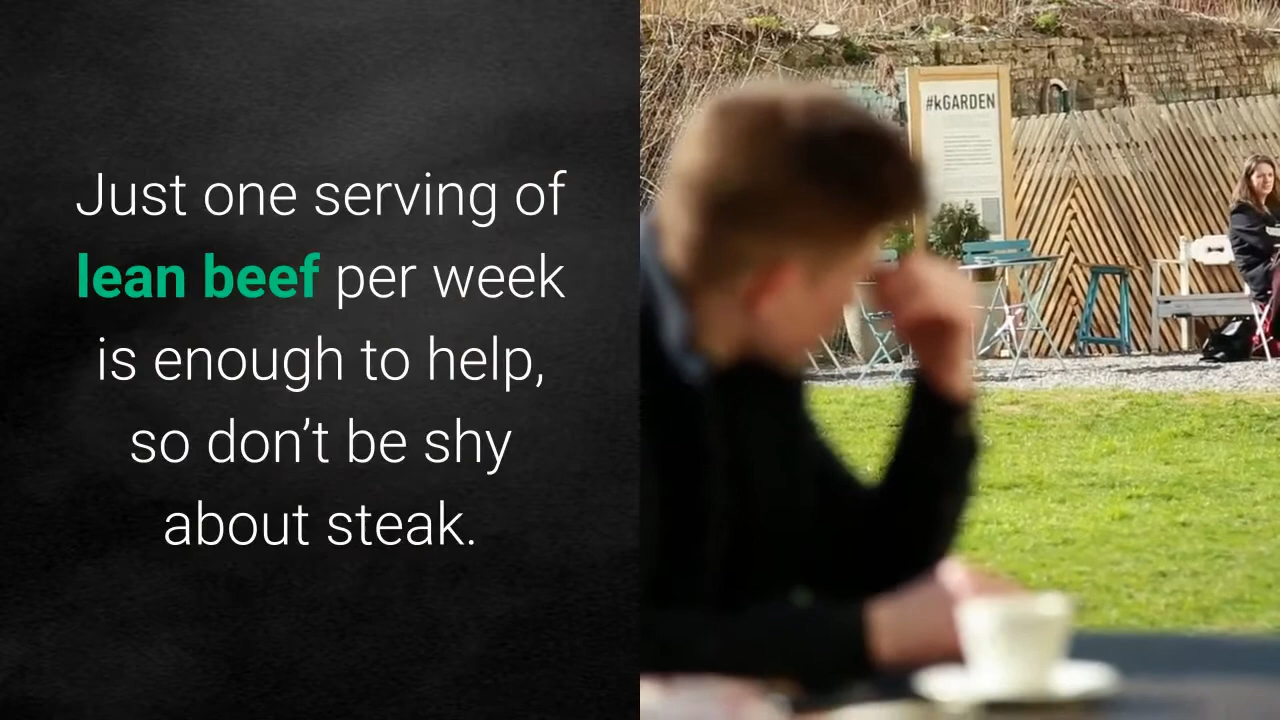 Just one serving of
lean beef per week
is enough to help,
so don’t be shy
about steak.
#kGARDEN